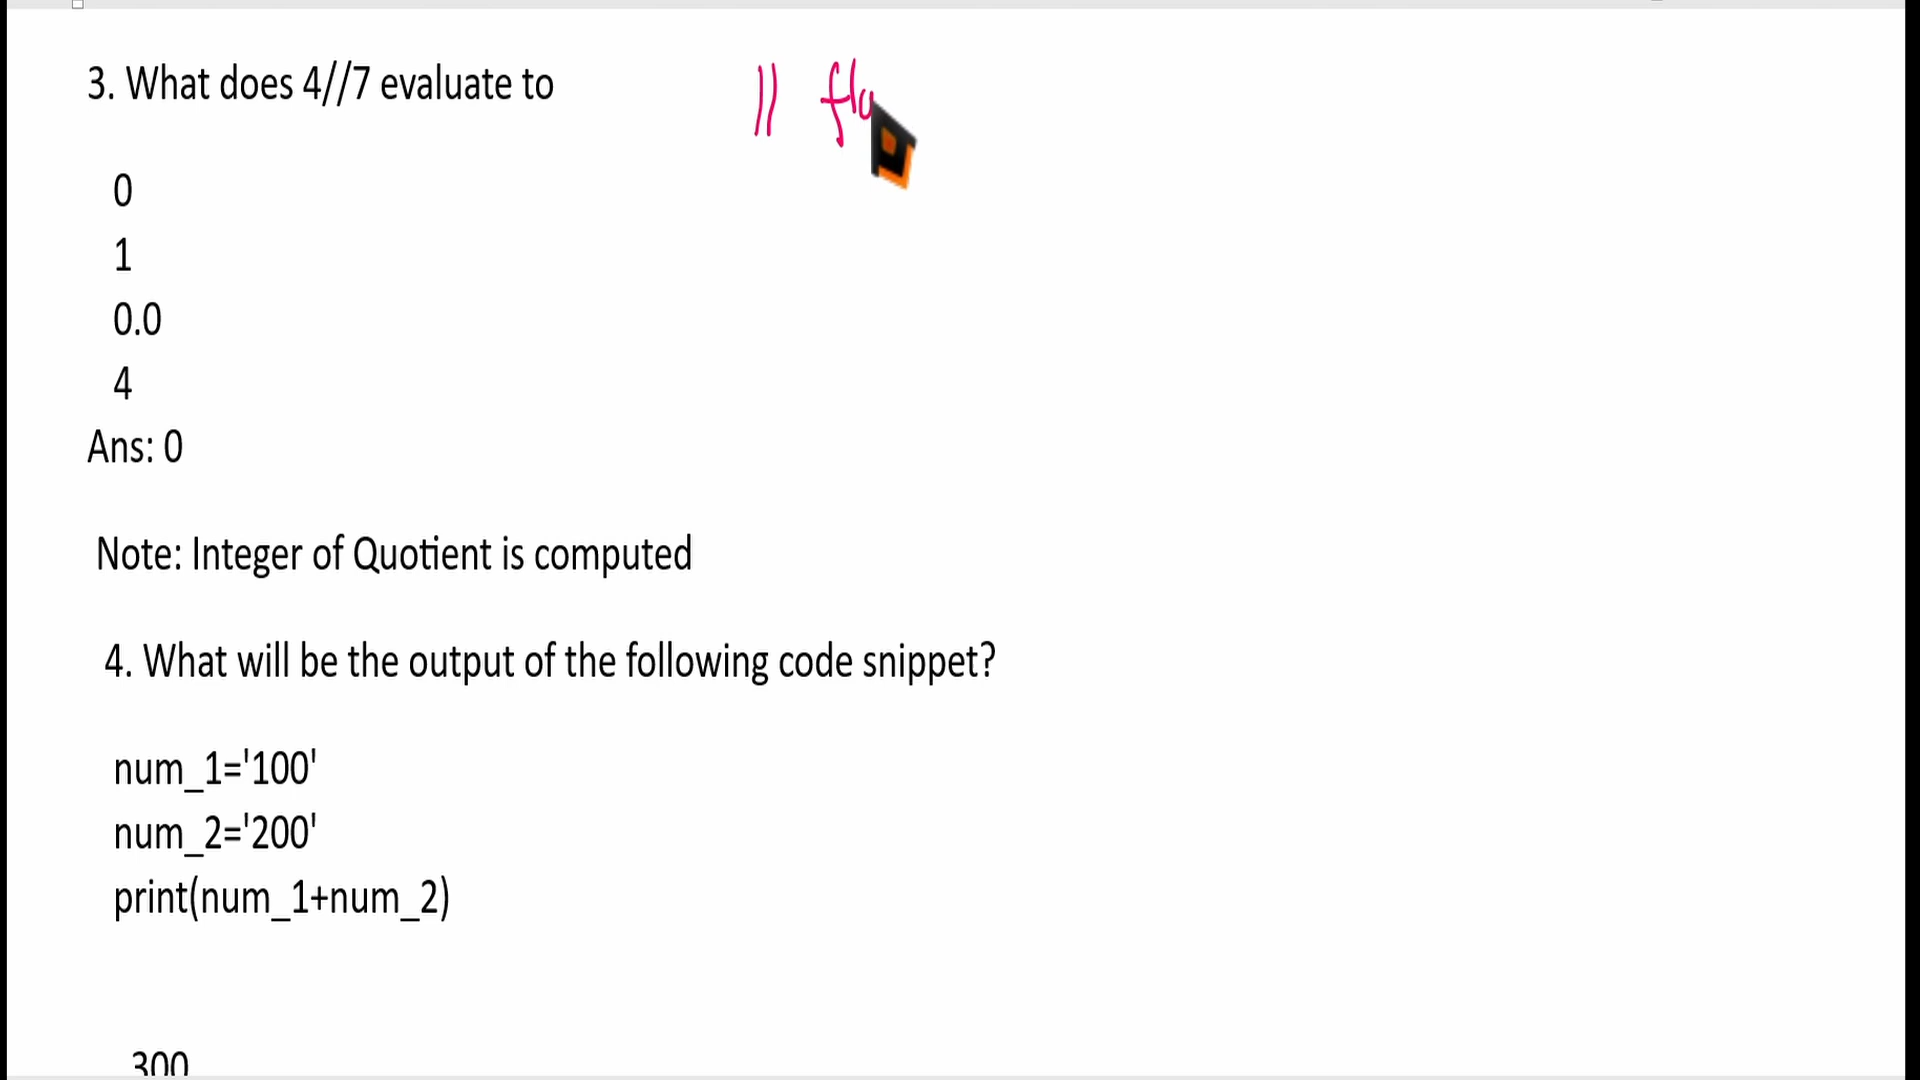 3. What does 4//7 evaluate to // flo
0
1
0.0
4
Ans: 0
Note: Integer of Quotient is computed
4. What will be the output of the following code snippet?
num_1='100'
num_2='200'
print(num_1+num_2)
300